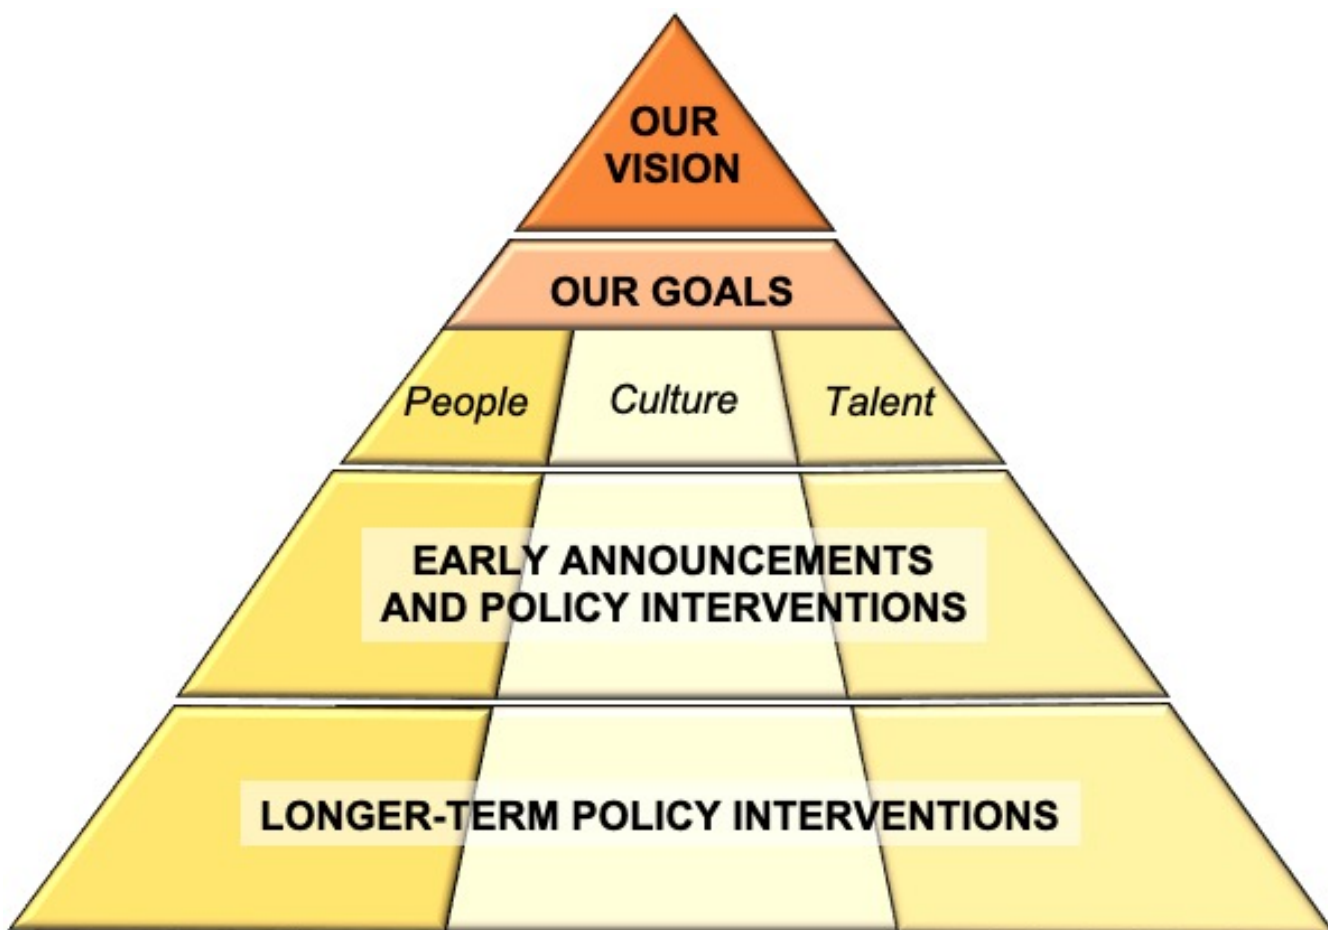 OUR
VISION
OUR GOALS
People Culture Talent
EARLY ANNOUNCEMENTS
AND POLICY INTERVENTIONS
LONGER-TERM POLICY INTERVENTIONS